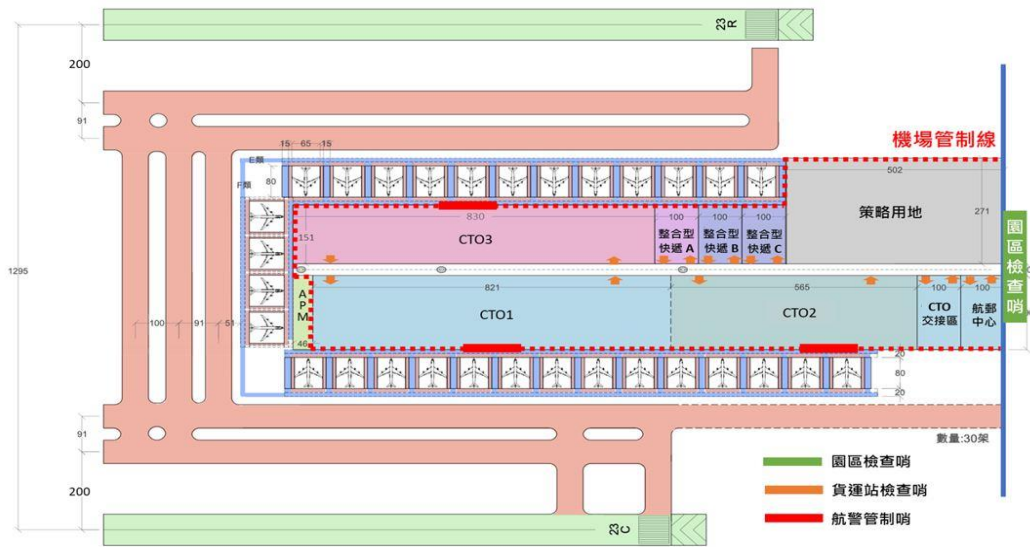 23R
200
91
機場管制線
15
65
15
E類
F類
80
502
830
100
100
100
策略用地
271
151
CTO3
整合型
快遞 A
整合型
快遞 B
整合型
快遞 C
園區檢查哨
1295
APM
821
565
100
100
CTO1
CTO2
CTO
交接區
航郵
中心
100
91
51
46
20
80
20
91
數量:30架
園區檢查哨
貨運站檢查哨
航警管制哨
200
23C